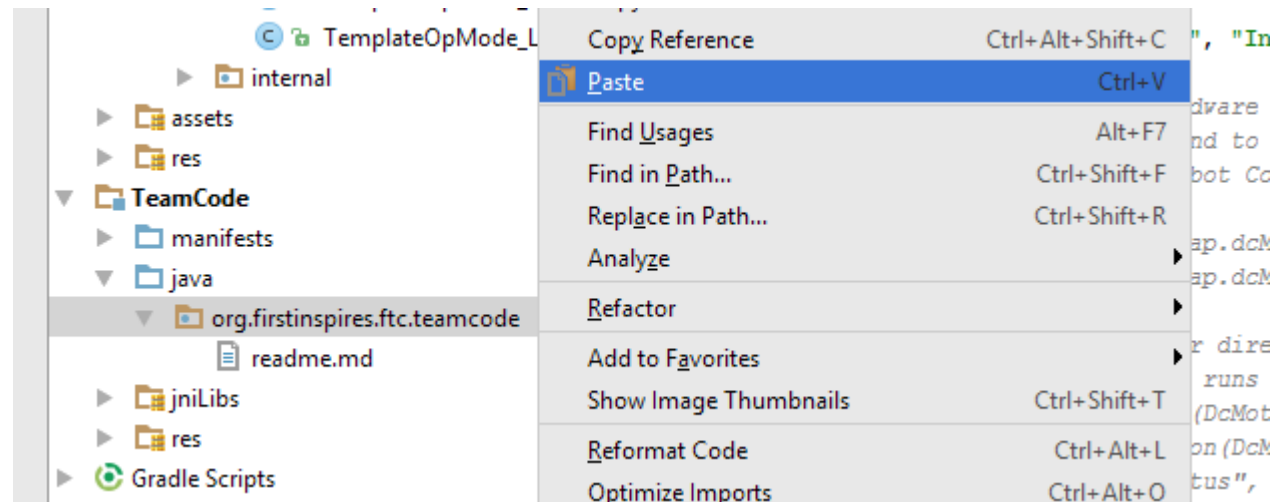 TemplateOpMode_L
internal
assets
res
TeamCode
manifests
java
org.firstinspires.ftc.teamcode
readme.md
jniLibs
res
Gradle Scripts
Copy Reference Ctrl+Alt+Shift+C
Paste Ctrl+V
Find Usages Alt+F7
Find in Path... Ctrl+Shift+F
Replace in Path... Ctrl+Shift+R
Analyze
Refactor
Add to Favorites
Show Image Thumbnails Ctrl+Shift+T
Reformat Code Ctrl+Alt+L
Optimize Imports Ctrl+Alt+O
", "In
dware
nd to
bot Co
ap.dcM
ap.dcM
r dire
runs
(DcMot
on(DcM
tus",